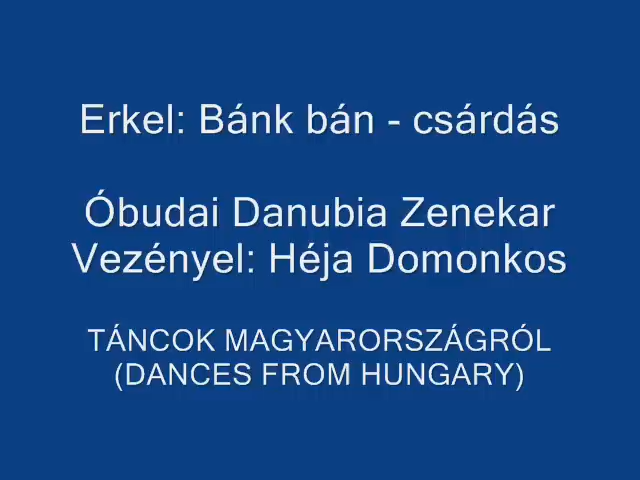 Erkel: Bánk bán - csárdás
Óbudai Danubia Zenekar
Vezényel: Héja Domonkos
TÁNCOK MAGYARORSZÁGRÓL
(DANCES FROM HUNGARY)